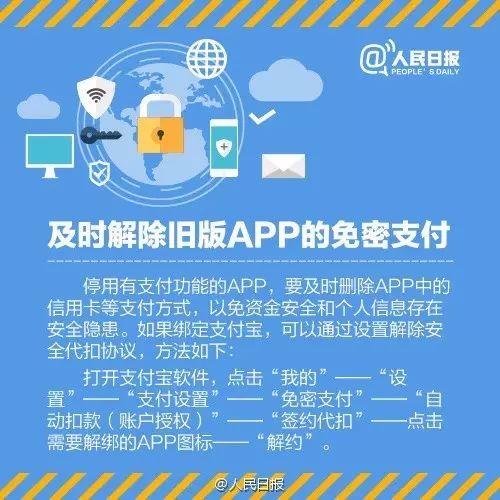 @人民日报
PEOPLE'S DAILY
及时解除旧版APP的免密支付
停用有支付功能的APP，要及时删除APP中的
信用卡等支付方式，以免资金安全和个人信息存在
安全隐患。如果绑定支付宝，可以通过设置解除安
全代扣协议，方法如下：
打开支付宝软件，点击“我的”——“设
置”——“支付设置”——“免密支付”——“自
动扣款（账户授权）”——“签约代扣”——点击
需要解绑的APP图标——“解约”。
@人民日报